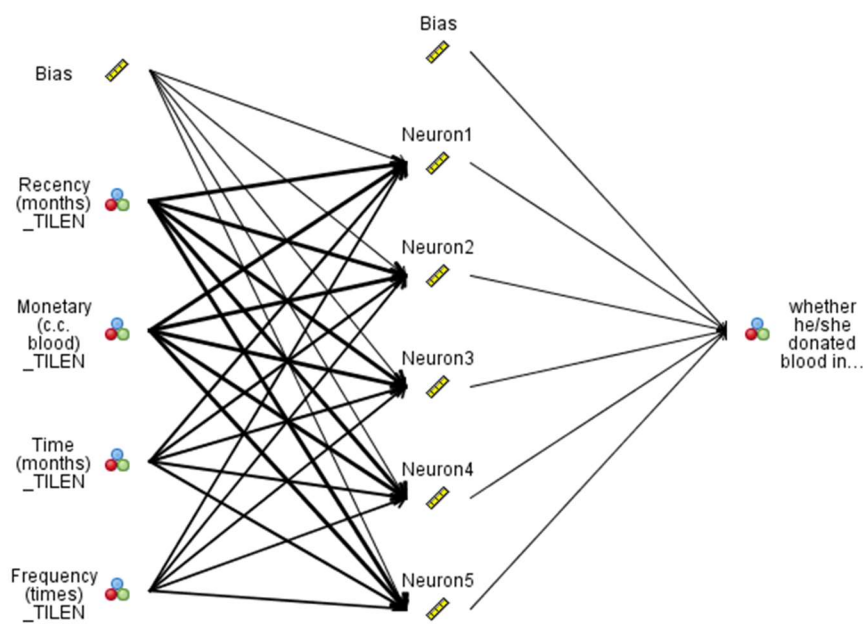 Bias
Recency
(months)
_TILEN
Monetary
(c.c.
blood)
_TILEN
Time
(months)
_TILEN
Frequency
(times)
_TILEN
Bias
Neuron1
Neuron2
Neuron3
Neuron4
Neuron5
whether
he/she
donated
blood in...